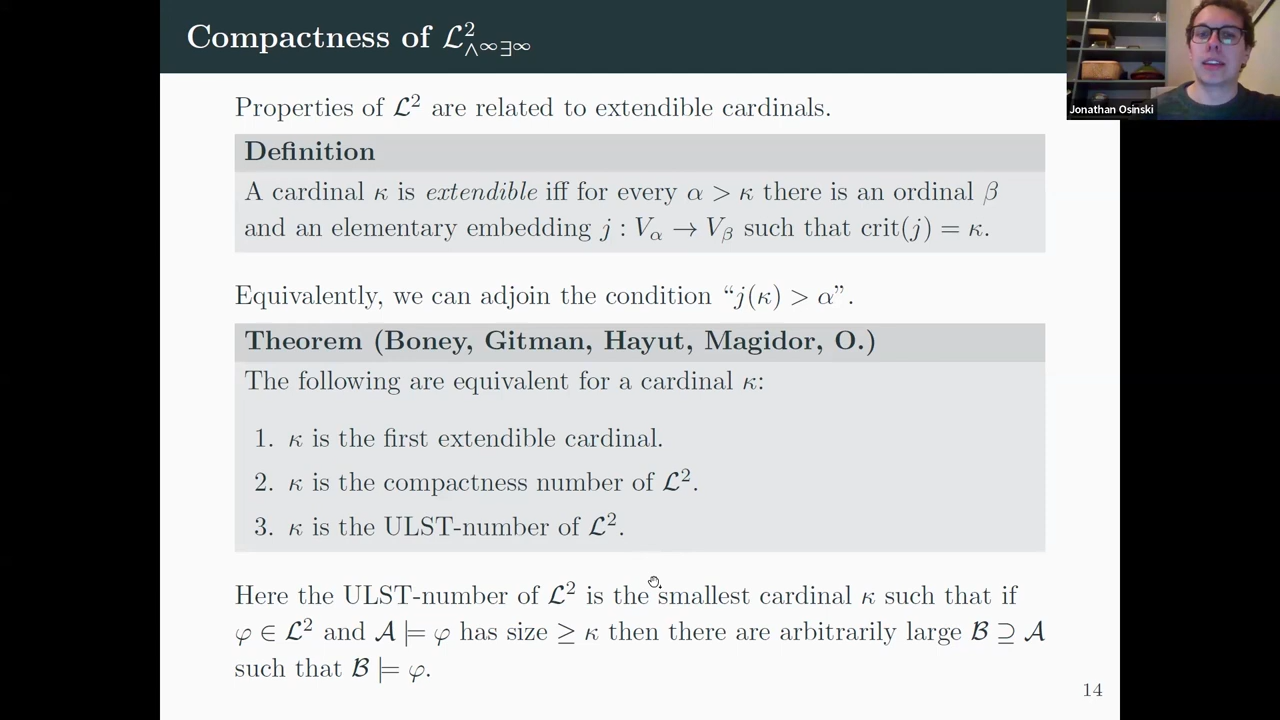 Compactness of ℒ²∧∞∃∞
Jonathan Osinski
Properties of ℒ² are related to extendible cardinals.
Definition
A cardinal κ is extendible iff for every α > κ there is an ordinal β
and an elementary embedding j : Vα → Vβ such that crit(j) = κ.
Equivalently, we can adjoin the condition “j(κ) > α”.
Theorem (Boney, Gitman, Hayut, Magidor, O.)
The following are equivalent for a cardinal κ:
1. κ is the first extendible cardinal.
2. κ is the compactness number of ℒ².
3. κ is the ULST-number of ℒ².
Here the ULST-number of ℒ² is the smallest cardinal κ such that if
φ ∈ ℒ² and 𝒜 ⊨ φ has size ≥ κ then there are arbitrarily large ℬ ⊇ 𝒜
such that ℬ ⊨ φ.
14